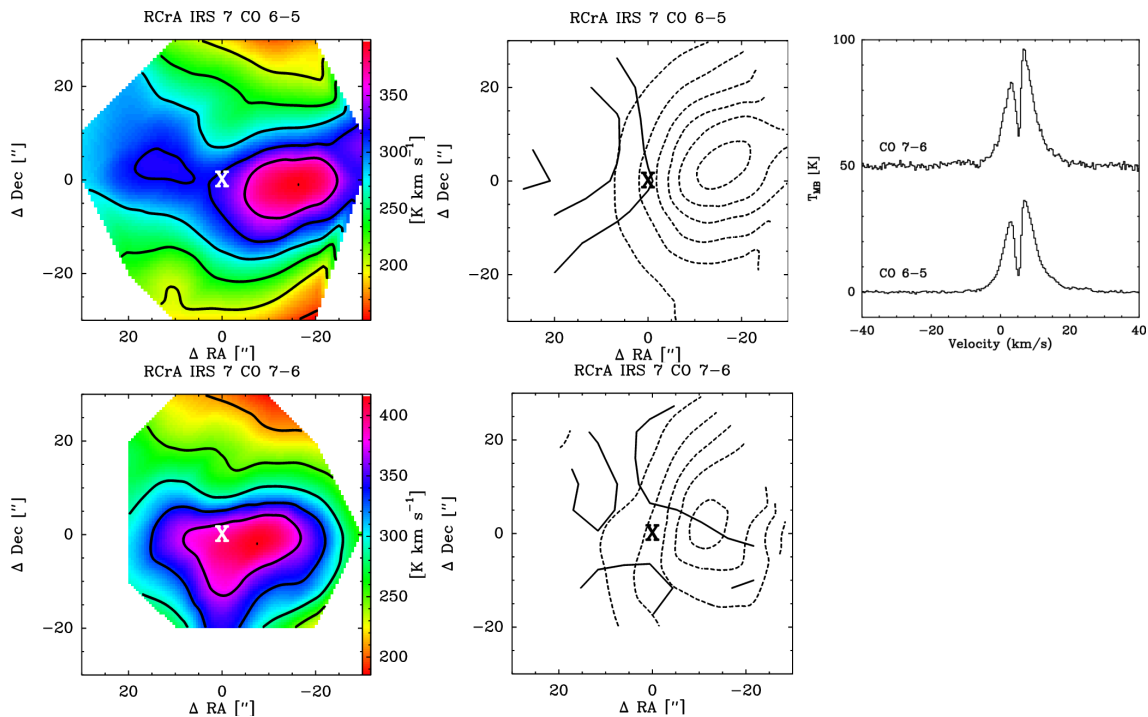 RCrA IRS 7 CO 6−5
20
0
−20
Δ Dec ["]
20
0
−20
Δ RA ["]
350
300
250
200
[K km s⁻¹]
RCrA IRS 7 CO 6−5
20
0
−20
Δ Dec ["]
X
20
0
−20
Δ RA ["]
X
100
50
0
T_MB [K]
CO 7−6
CO 6−5
−40
−20
0
20
40
Velocity (km/s)
RCrA IRS 7 CO 7−6
20
0
−20
Δ Dec ["]
X
20
0
−20
Δ RA ["]
400
350
300
250
200
[K km s⁻¹]
RCrA IRS 7 CO 7−6
20
0
−20
Δ Dec ["]
X
20
0
−20
Δ RA ["]